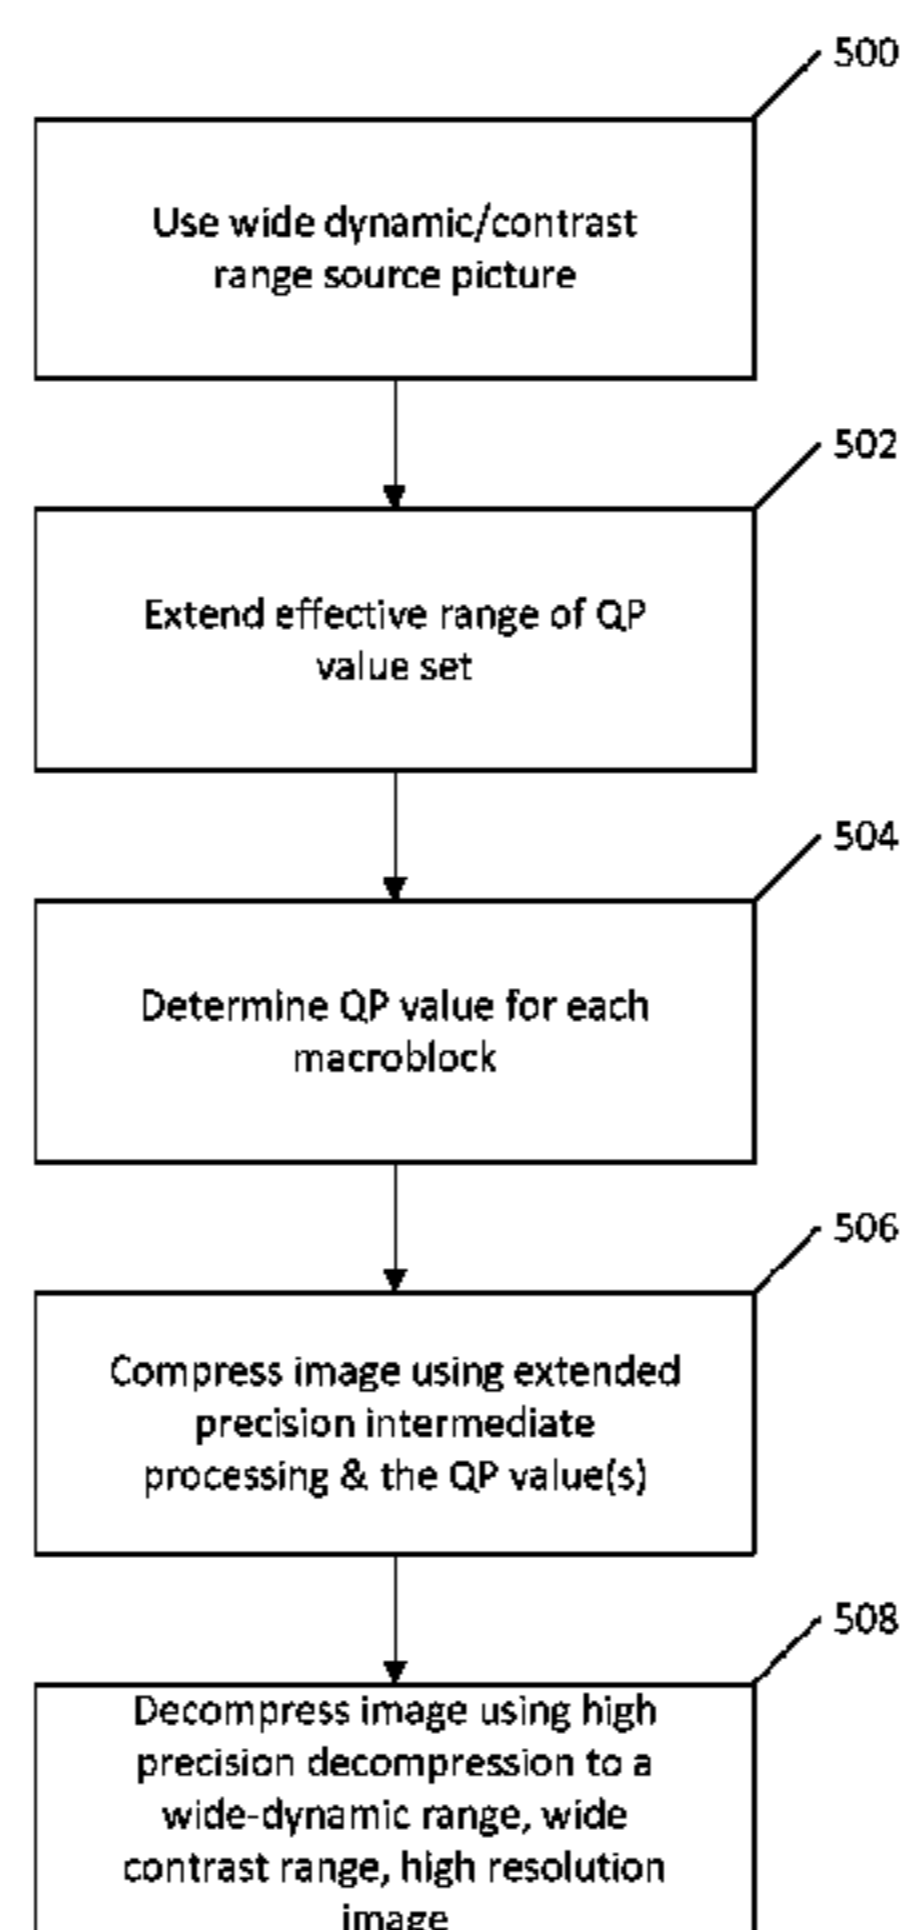 500
Use wide dynamic/contrast
range source picture
502
Extend effective range of QP
value set
504
Determine QP value for each
macroblock
506
Compress image using extended
precision intermediate
processing & the QP value(s)
508
Decompress image using high
precision decompression to a
wide-dynamic range, wide
contrast range, high resolution
image